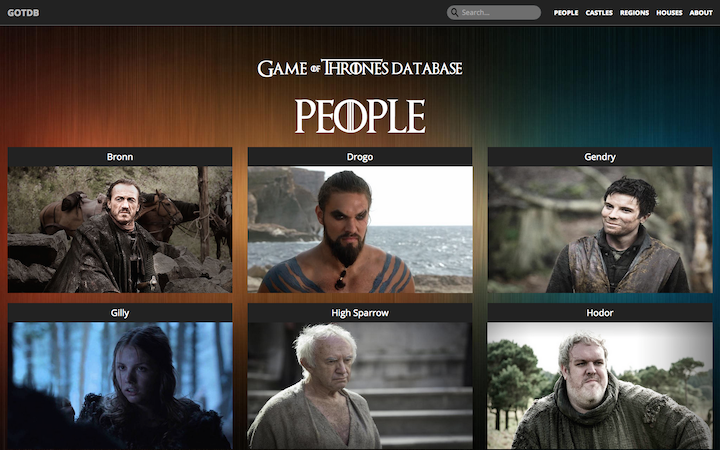 GOTDB
Search...
PEOPLE CASTLES REGIONS HOUSES ABOUT
GAME OF THRONES DATABASE
PEOPLE
Bronn
Drogo
Gendry
Gilly
High Sparrow
Hodor